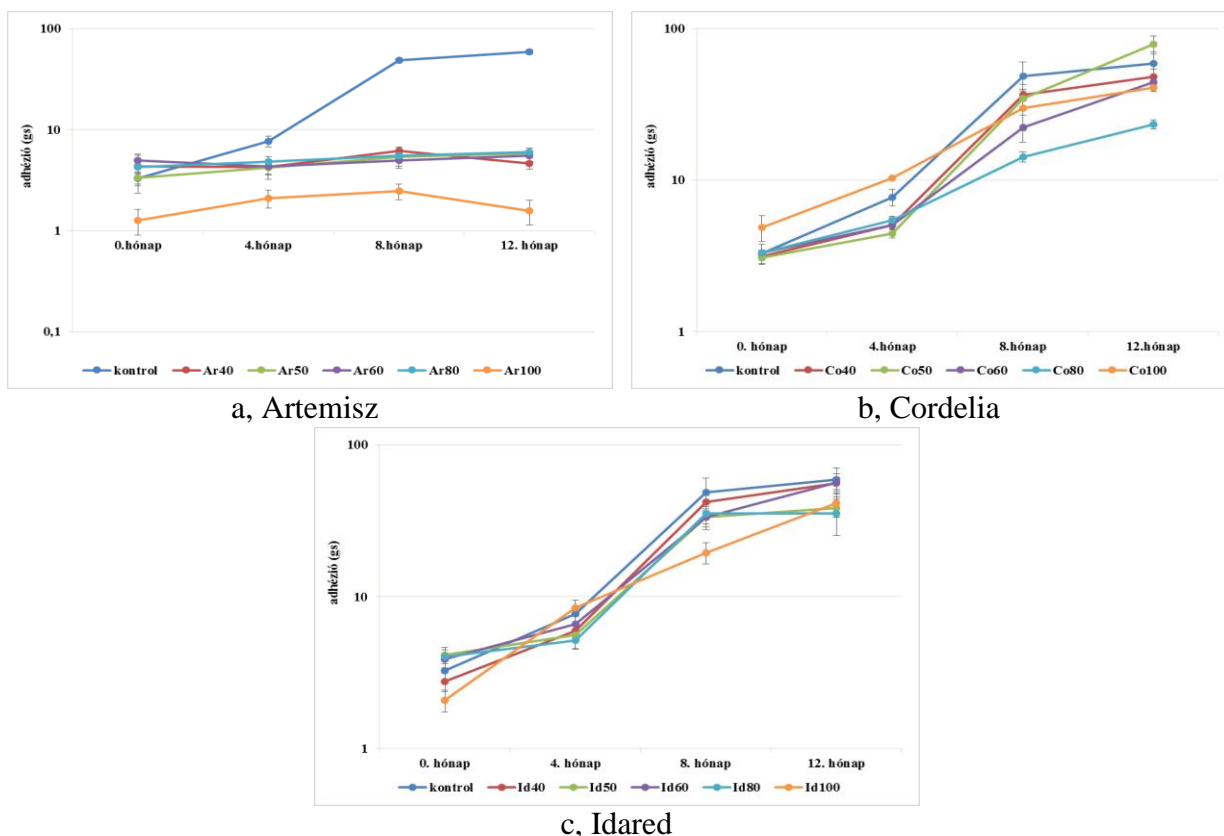 100
10
1
0,1
adhézió (gs)
0.hónap 4.hónap 8.hónap 12. hónap
kontrol Ar40 Ar50 Ar60 Ar80 Ar100
a, Artemisz
100
10
1
adhézió (gs)
0. hónap 4.hónap 8.hónap 12.hónap
kontrol Co40 Co50 Co60 Co80 Co100
b, Cordelia
100
10
1
adhézió (gs)
0. hónap 4. hónap 8. hónap 12. hónap
kontrol Id40 Id50 Id60 Id80 Id100
c, Idared